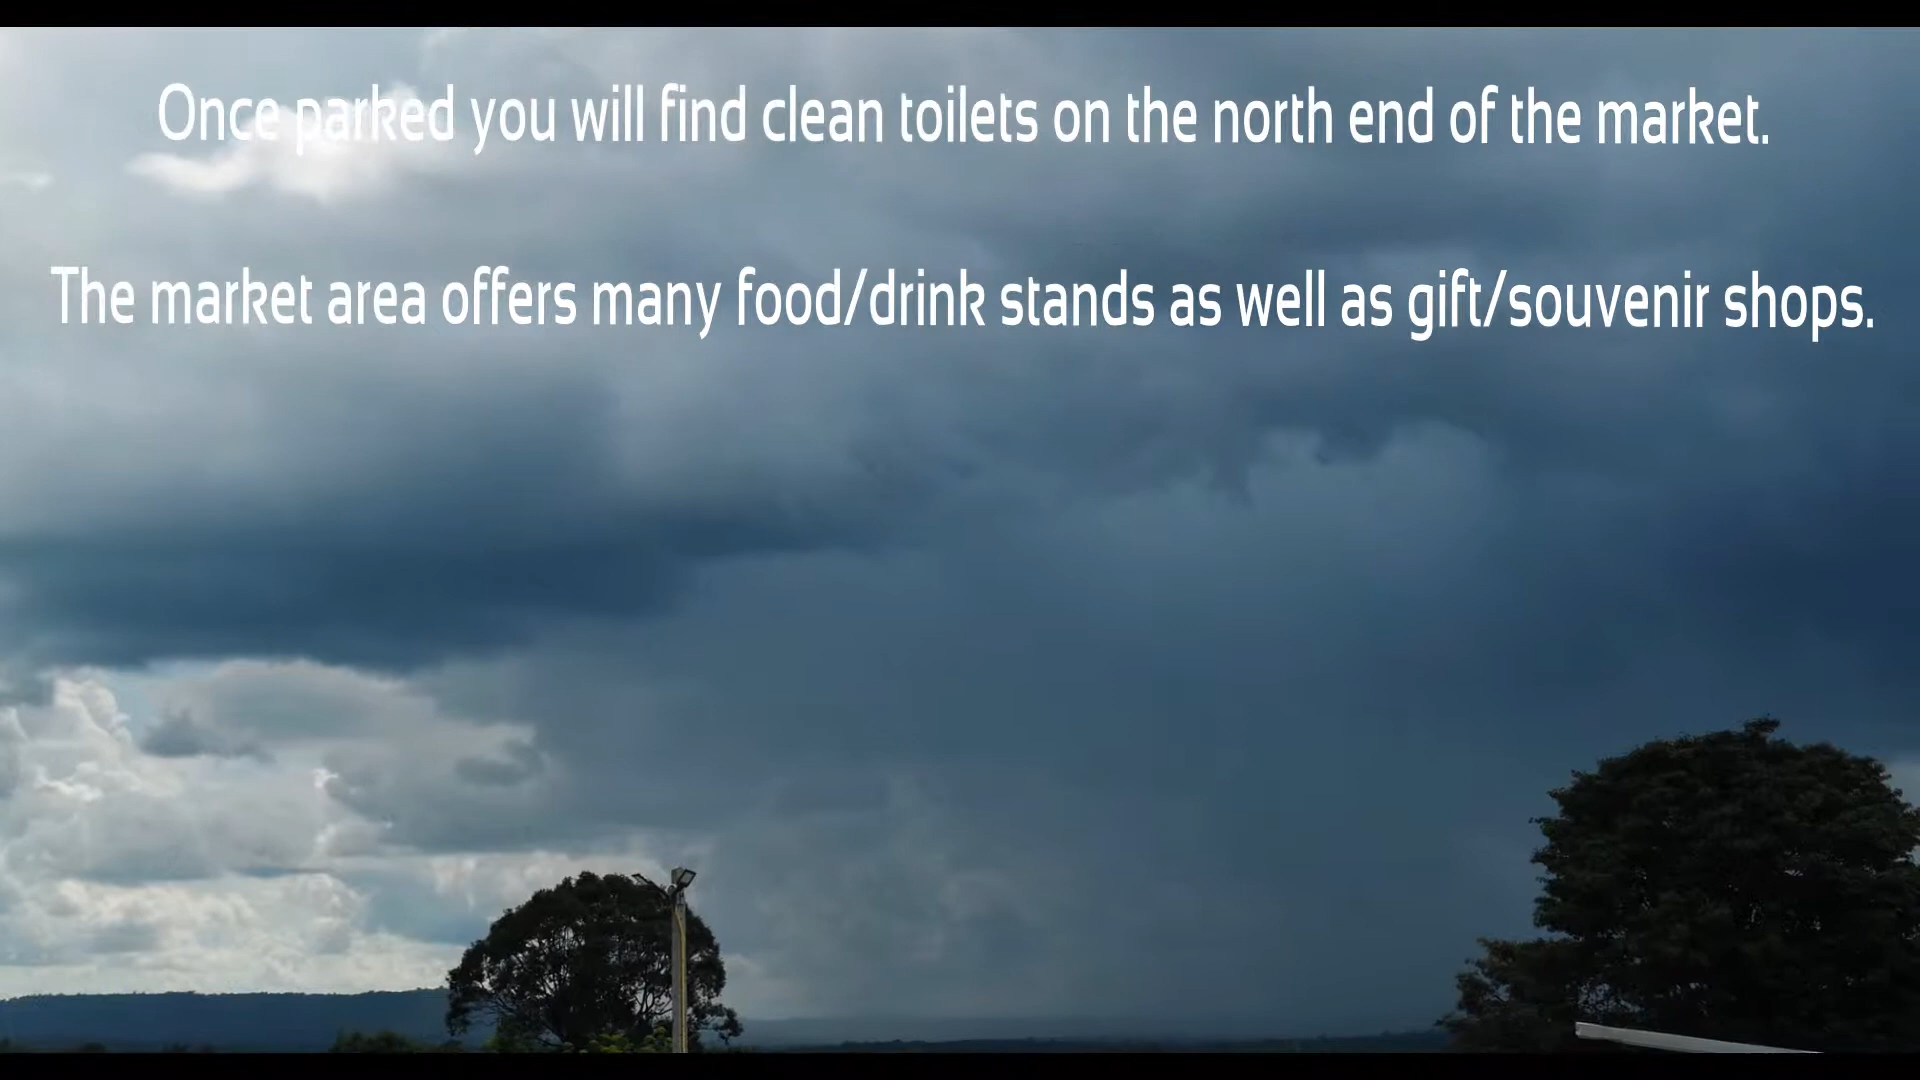 Once parked you will find clean toilets on the north end of the market.
The market area offers many food/drink stands as well as gift/souvenir shops.